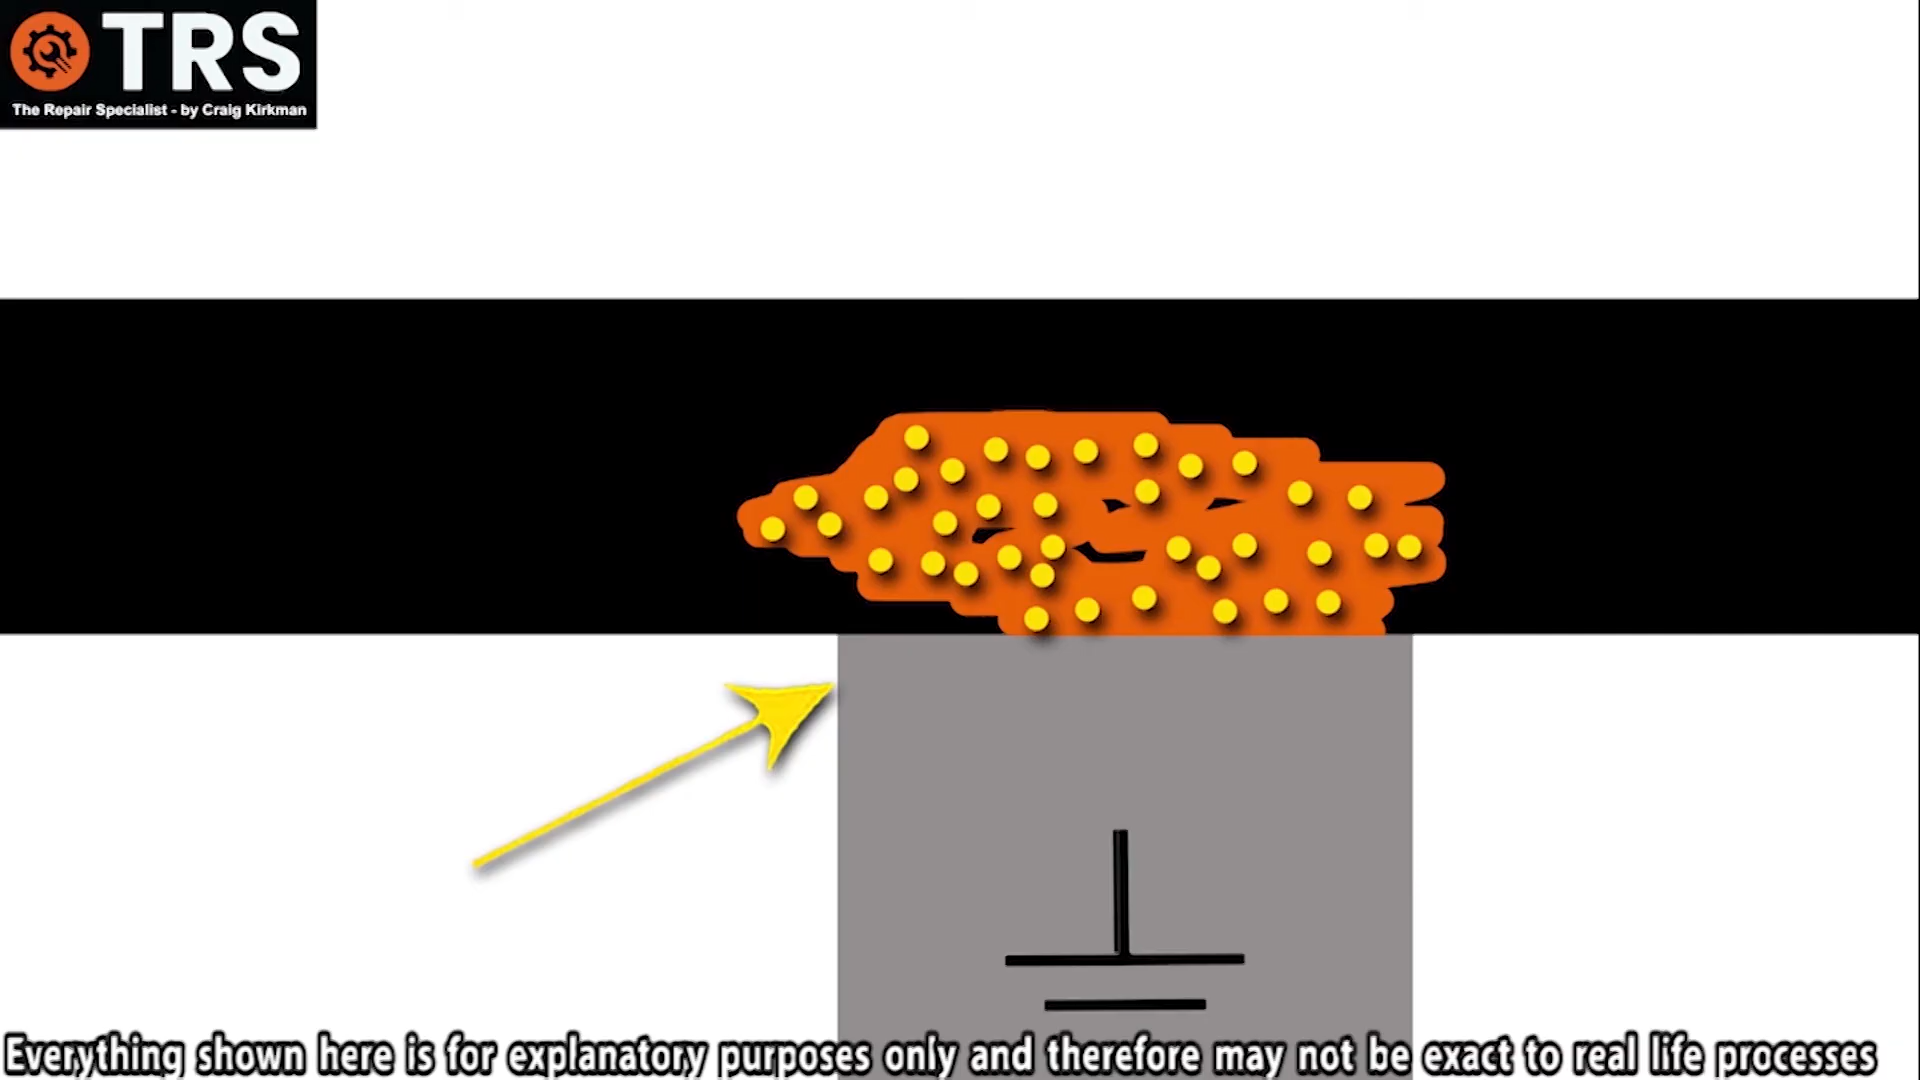 TRS
The Repair Specialist - by Craig Kirkman
Everything shown here is for explanatory purposes only and therefore may not be exact to real life processes